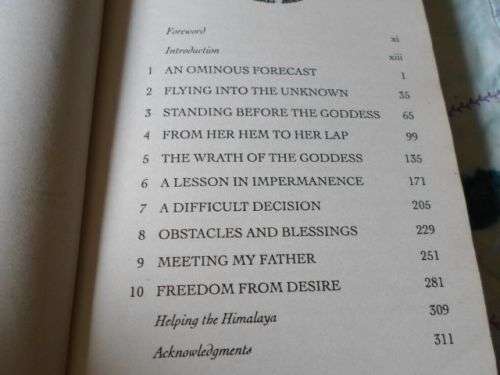 Foreword xi
Introduction xiii
1 AN OMINOUS FORECAST 1
2 FLYING INTO THE UNKNOWN 35
3 STANDING BEFORE THE GODDESS 65
4 FROM HER HEM TO HER LAP 99
5 THE WRATH OF THE GODDESS 135
6 A LESSON IN IMPERMANENCE 171
7 A DIFFICULT DECISION 205
8 OBSTACLES AND BLESSINGS 229
9 MEETING MY FATHER 251
10 FREEDOM FROM DESIRE 281
Helping the Himalaya 309
Acknowledgments 311